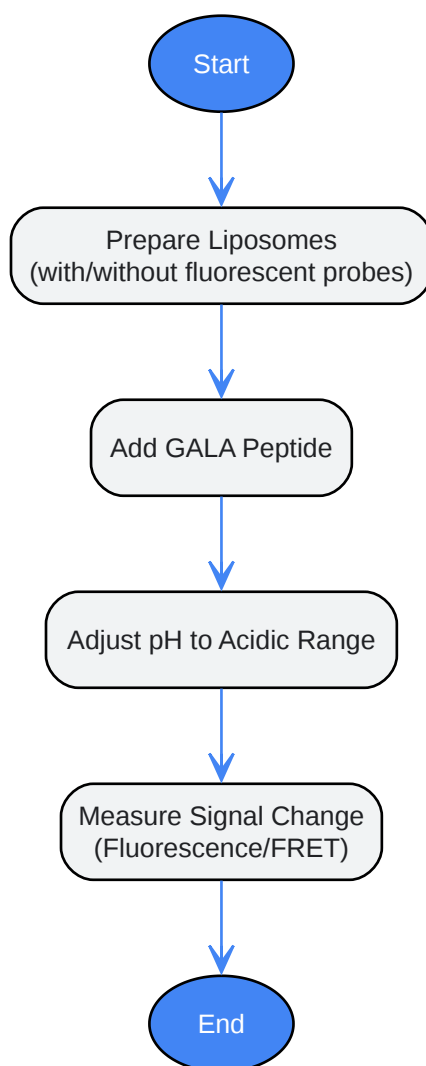 Start
Prepare Liposomes
(with/without fluorescent probes)
Add GALA Peptide
Adjust pH to Acidic Range
Measure Signal Change
(Fluorescence/FRET)
End